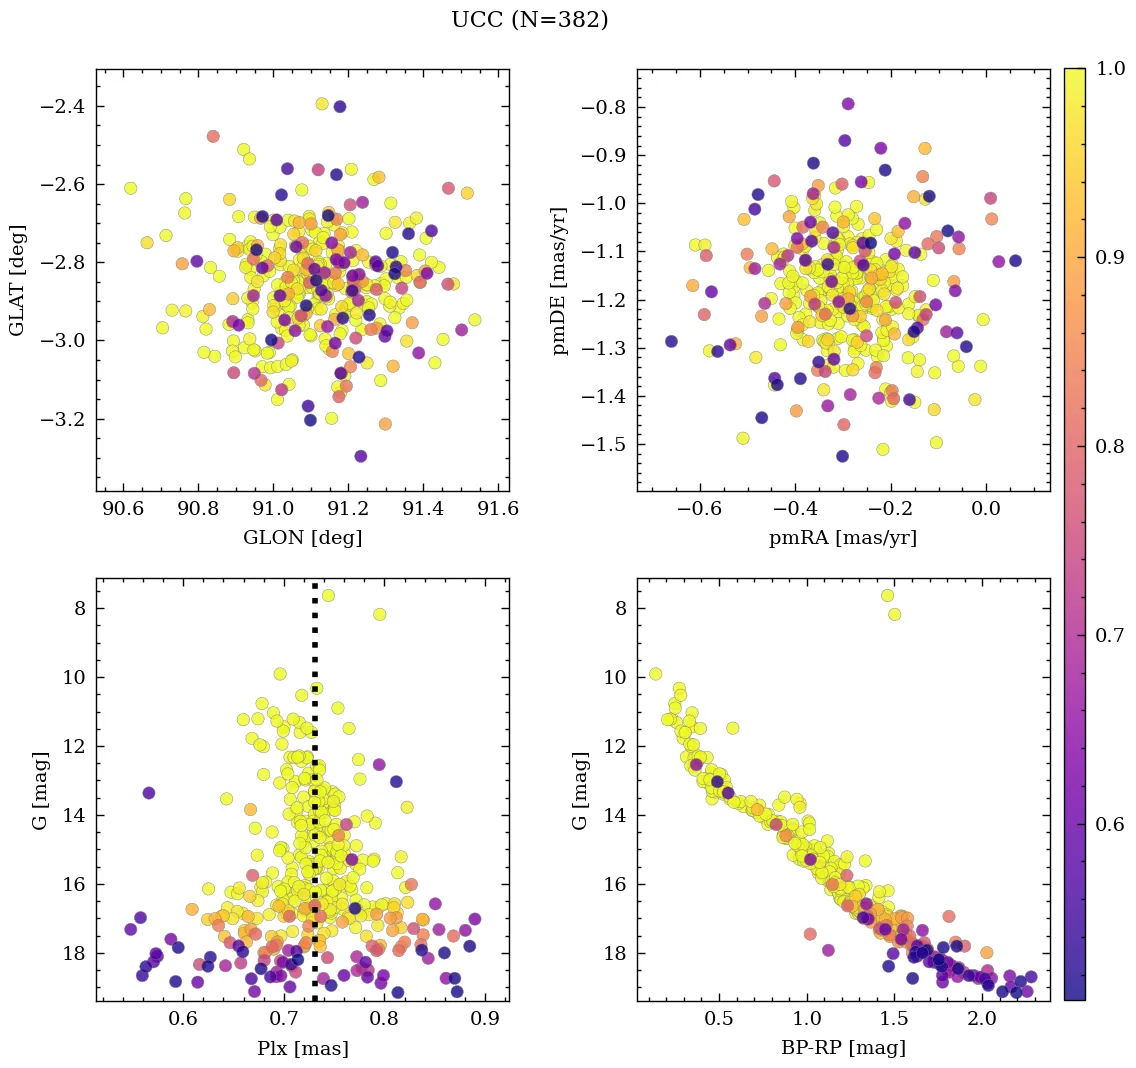 UCC (N=382)
−2.4
−2.6
−2.8
−3.0
−3.2
GLAT [deg]
90.6 90.8 91.0 91.2 91.4 91.6
GLON [deg]
−0.8
−0.9
−1.0
−1.1
−1.2
−1.3
−1.4
−1.5
pmDE [mas/yr]
−0.6 −0.4 −0.2 0.0
pmRA [mas/yr]
8
10
12
14
16
18
G [mag]
0.6 0.7 0.8 0.9
Plx [mas]
8
10
12
14
16
18
G [mag]
0.5 1.0 1.5 2.0
BP-RP [mag]
1.0
0.9
0.8
0.7
0.6